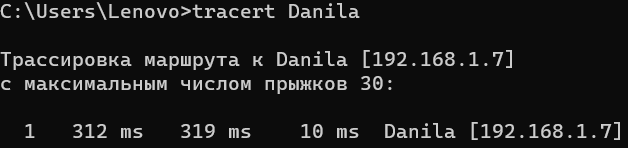 C:\Users\Lenovo>tracert Danila
Трассировка маршрута к Danila [192.168.1.7]
с максимальным числом прыжков 30:
1 312 ms 319 ms 10 ms Danila [192.168.1.7]